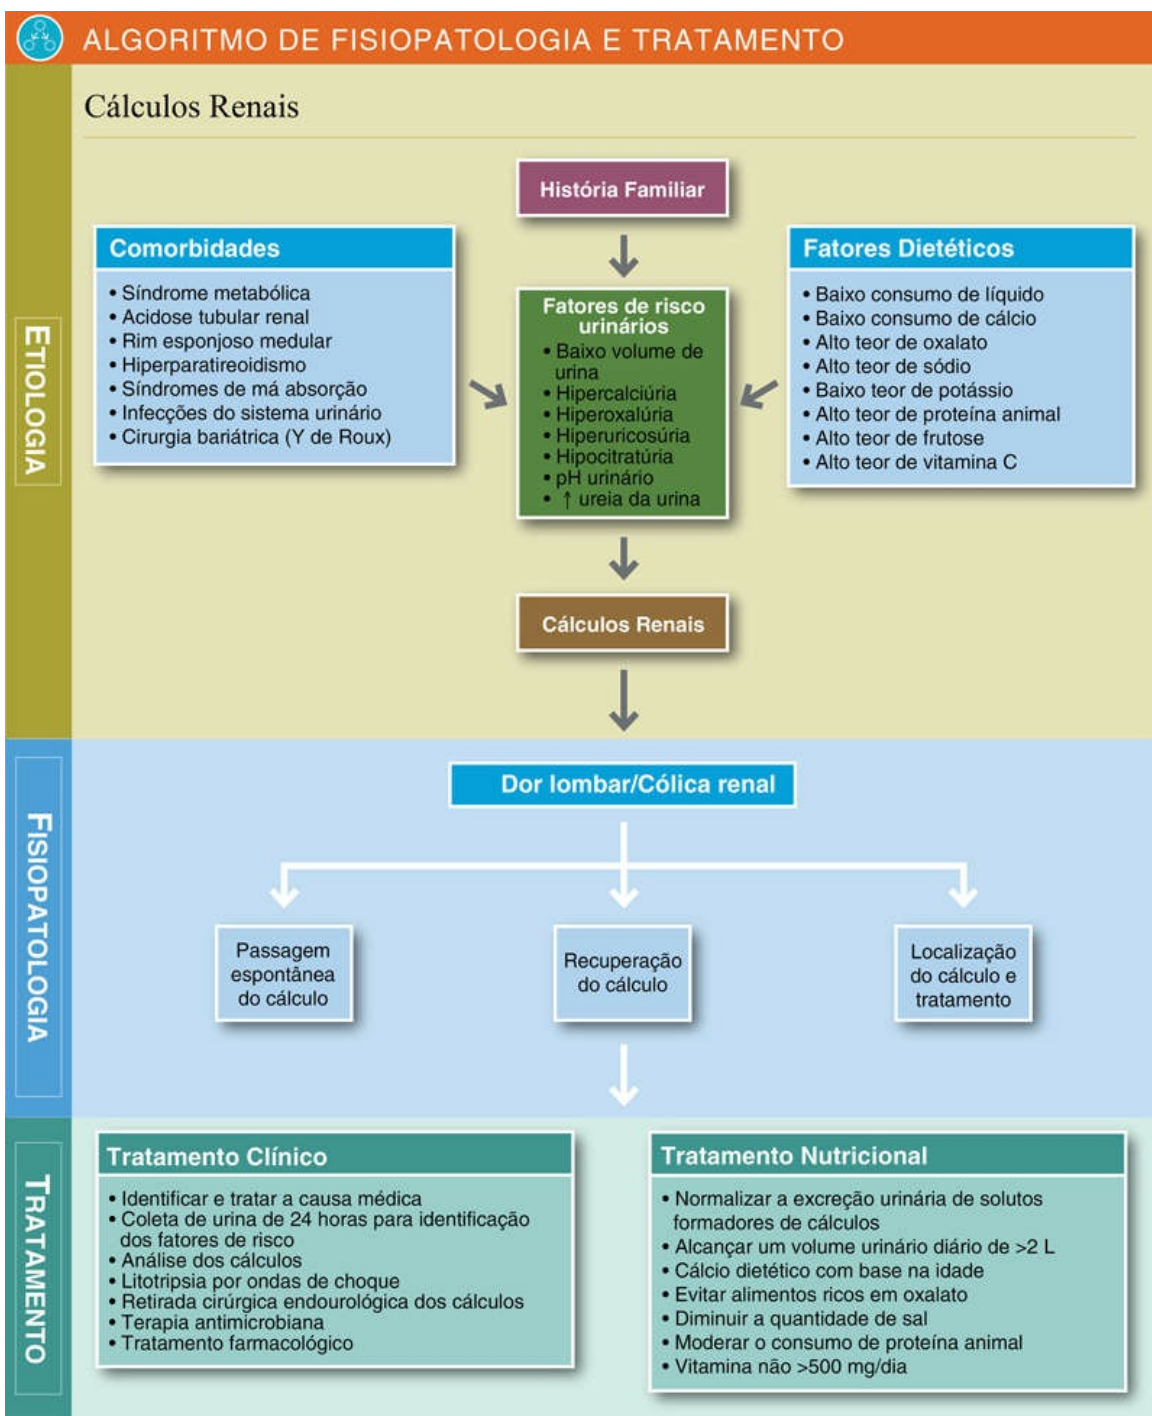 ALGORITMO DE FISIOPATOLOGIA E TRATAMENTO
Cálculos Renais
ETIOLOGIA
História Familiar
Comorbidades
• Síndrome metabólica
• Acidose tubular renal
• Rim esponjoso medular
• Hiperparatireoidismo
• Síndromes de má absorção
• Infecções do sistema urinário
• Cirurgia bariátrica (Y de Roux)
Fatores de risco
urinários
• Baixo volume de
urina
• Hipercalciúria
• Hiperoxalúria
• Hiperuricosúria
• Hipocitratúria
• pH urinário
• ↑ ureia da urina
Fatores Dietéticos
• Baixo consumo de líquido
• Baixo consumo de cálcio
• Alto teor de oxalato
• Alto teor de sódio
• Baixo teor de potássio
• Alto teor de proteína animal
• Alto teor de frutose
• Alto teor de vitamina C
Cálculos Renais
FISIOPATOLOGIA
Dor lombar/Cólica renal
Passagem
espontânea
do cálculo
Recuperação
do cálculo
Localização
do cálculo e
tratamento
TRATAMENTO
Tratamento Clínico
• Identificar e tratar a causa médica
• Coleta de urina de 24 horas para identificação
dos fatores de risco
• Análise dos cálculos
• Litotripsia por ondas de choque
• Retirada cirúrgica endourológica dos cálculos
• Terapia antimicrobiana
• Tratamento farmacológico
Tratamento Nutricional
• Normalizar a excreção urinária de solutos
formadores de cálculos
• Alcançar um volume urinário diário de >2 L
• Cálcio dietético com base na idade
• Evitar alimentos ricos em oxalato
• Diminuir a quantidade de sal
• Moderar o consumo de proteína animal
• Vitamina não >500 mg/dia